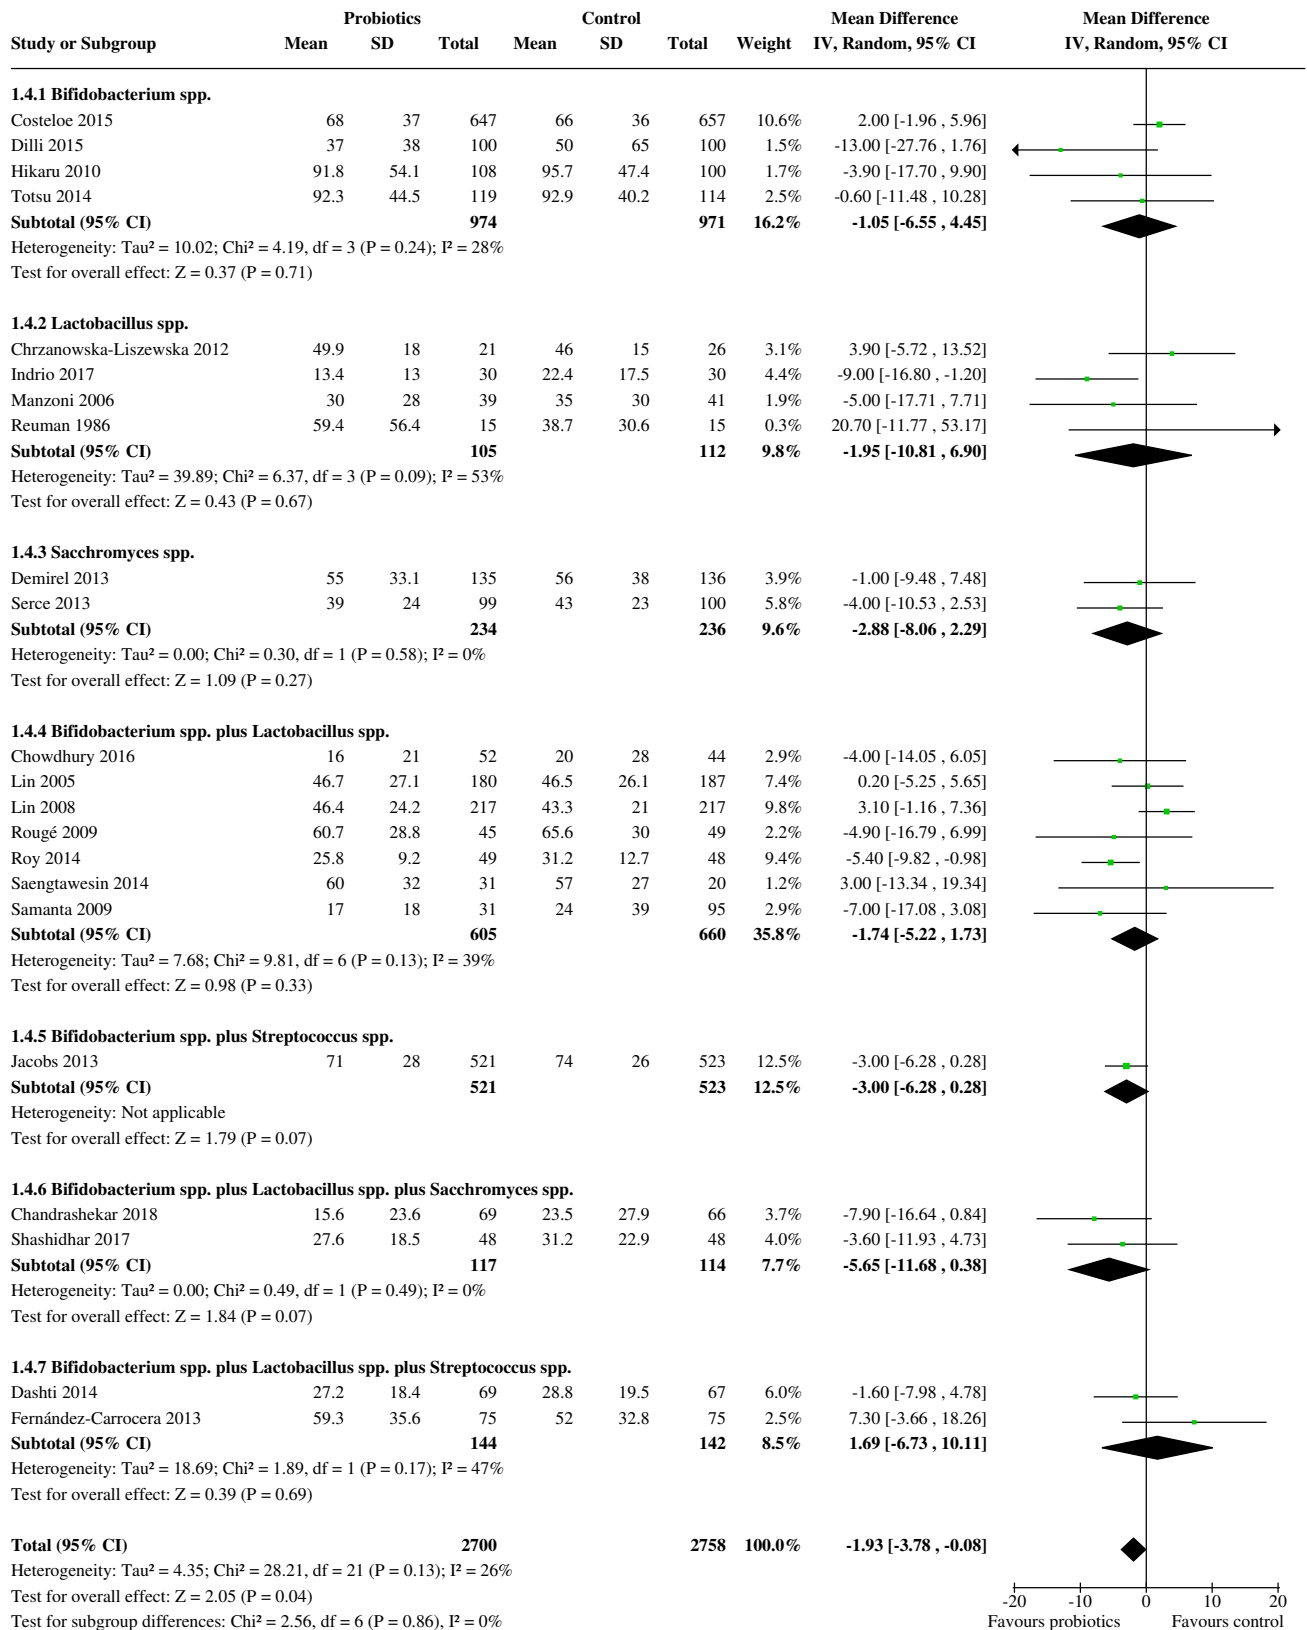 Probiotics Control Mean Difference Mean Difference
Study or Subgroup Mean SD Total Mean SD Total Weight IV, Random, 95% CI IV, Random, 95% CI
1.4.1 Bifidobacterium spp.
Costeloe 2015 68 37 647 66 36 657 10.6% 2.00 [-1.96 , 5.96]
Dilli 2015 37 38 100 50 65 100 1.5% -13.00 [-27.76 , 1.76]
Hikaru 2010 91.8 54.1 108 95.7 47.4 100 1.7% -3.90 [-17.70 , 9.90]
Totsu 2014 92.3 44.5 119 92.9 40.2 114 2.5% -0.60 [-11.48 , 10.28]
Subtotal (95% CI) 974 971 16.2% -1.05 [-6.55 , 4.45]
Heterogeneity: Tau² = 10.02; Chi² = 4.19, df = 3 (P = 0.24); I² = 28%
Test for overall effect: Z = 0.37 (P = 0.71)
1.4.2 Lactobacillus spp.
Chrzanowska-Liszewska 2012 49.9 18 21 46 15 26 3.1% 3.90 [-5.72 , 13.52]
Indrio 2017 13.4 13 30 22.4 17.5 30 4.4% -9.00 [-16.80 , -1.20]
Manzoni 2006 30 28 39 35 30 41 1.9% -5.00 [-17.71 , 7.71]
Reuman 1986 59.4 56.4 15 38.7 30.6 15 0.3% 20.70 [-11.77 , 53.17]
Subtotal (95% CI) 105 112 9.8% -1.95 [-10.81 , 6.90]
Heterogeneity: Tau² = 39.89; Chi² = 6.37, df = 3 (P = 0.09); I² = 53%
Test for overall effect: Z = 0.43 (P = 0.67)
1.4.3 Sacchromyces spp.
Demirel 2013 55 33.1 135 56 38 136 3.9% -1.00 [-9.48 , 7.48]
Serce 2013 39 24 99 43 23 100 5.8% -4.00 [-10.53 , 2.53]
Subtotal (95% CI) 234 236 9.6% -2.88 [-8.06 , 2.29]
Heterogeneity: Tau² = 0.00; Chi² = 0.30, df = 1 (P = 0.58); I² = 0%
Test for overall effect: Z = 1.09 (P = 0.27)
1.4.4 Bifidobacterium spp. plus Lactobacillus spp.
Chowdhury 2016 16 21 52 20 28 44 2.9% -4.00 [-14.05 , 6.05]
Lin 2005 46.7 27.1 180 46.5 26.1 187 7.4% 0.20 [-5.25 , 5.65]
Lin 2008 46.4 24.2 217 43.3 21 217 9.8% 3.10 [-1.16 , 7.36]
Rougé 2009 60.7 28.8 45 65.6 30 49 2.2% -4.90 [-16.79 , 6.99]
Roy 2014 25.8 9.2 49 31.2 12.7 48 9.4% -5.40 [-9.82 , -0.98]
Saengtawesin 2014 60 32 31 57 27 20 1.2% 3.00 [-13.34 , 19.34]
Samanta 2009 17 18 31 24 39 95 2.9% -7.00 [-17.08 , 3.08]
Subtotal (95% CI) 605 660 35.8% -1.74 [-5.22 , 1.73]
Heterogeneity: Tau² = 7.68; Chi² = 9.81, df = 6 (P = 0.13); I² = 39%
Test for overall effect: Z = 0.98 (P = 0.33)
1.4.5 Bifidobacterium spp. plus Streptococcus spp.
Jacobs 2013 71 28 521 74 26 523 12.5% -3.00 [-6.28 , 0.28]
Subtotal (95% CI) 521 523 12.5% -3.00 [-6.28 , 0.28]
Heterogeneity: Not applicable
Test for overall effect: Z = 1.79 (P = 0.07)
1.4.6 Bifidobacterium spp. plus Lactobacillus spp. plus Sacchromyces spp.
Chandrashekar 2018 15.6 23.6 69 23.5 27.9 66 3.7% -7.90 [-16.64 , 0.84]
Shashidhar 2017 27.6 18.5 48 31.2 22.9 48 4.0% -3.60 [-11.93 , 4.73]
Subtotal (95% CI) 117 114 7.7% -5.65 [-11.68 , 0.38]
Heterogeneity: Tau² = 0.00; Chi² = 0.49, df = 1 (P = 0.49); I² = 0%
Test for overall effect: Z = 1.84 (P = 0.07)
1.4.7 Bifidobacterium spp. plus Lactobacillus spp. plus Streptococcus spp.
Dashti 2014 27.2 18.4 69 28.8 19.5 67 6.0% -1.60 [-7.98 , 4.78]
Fernández-Carrocera 2013 59.3 35.6 75 52 32.8 75 2.5% 7.30 [-3.66 , 18.26]
Subtotal (95% CI) 144 142 8.5% 1.69 [-6.73 , 10.11]
Heterogeneity: Tau² = 18.69; Chi² = 1.89, df = 1 (P = 0.17); I² = 47%
Test for overall effect: Z = 0.39 (P = 0.69)
Total (95% CI) 2700 2758 100.0% -1.93 [-3.78 , -0.08]
Heterogeneity: Tau² = 4.35; Chi² = 28.21, df = 21 (P = 0.13); I² = 26%
Test for overall effect: Z = 2.05 (P = 0.04)
-20 -10 0 10 20
Test for subgroup differences: Chi² = 2.56, df = 6 (P = 0.86), I² = 0%
Favours probiotics Favours control